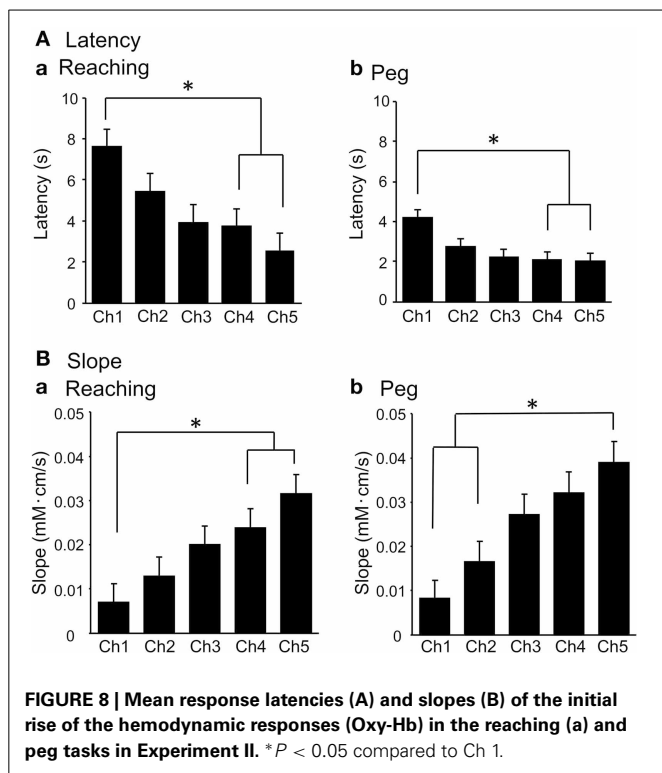 A Latency
a Reaching
b Peg
*
*
10
8
6
4
2
0
Latency (s)
Ch1 Ch2 Ch3 Ch4 Ch5
10
8
6
4
2
0
Latency (s)
Ch1 Ch2 Ch3 Ch4 Ch5
B Slope
a Reaching
b Peg
*
*
0.05
0.04
0.03
0.02
0.01
0
Slope (mM·cm/s)
Ch1 Ch2 Ch3 Ch4 Ch5
0.05
0.04
0.03
0.02
0.01
0
Slope (mM·cm/s)
Ch1 Ch2 Ch3 Ch4 Ch5
FIGURE 8 | Mean response latencies (A) and slopes (B) of the initial
rise of the hemodynamic responses (Oxy-Hb) in the reaching (a) and
peg tasks in Experiment II. *P < 0.05 compared to Ch 1.